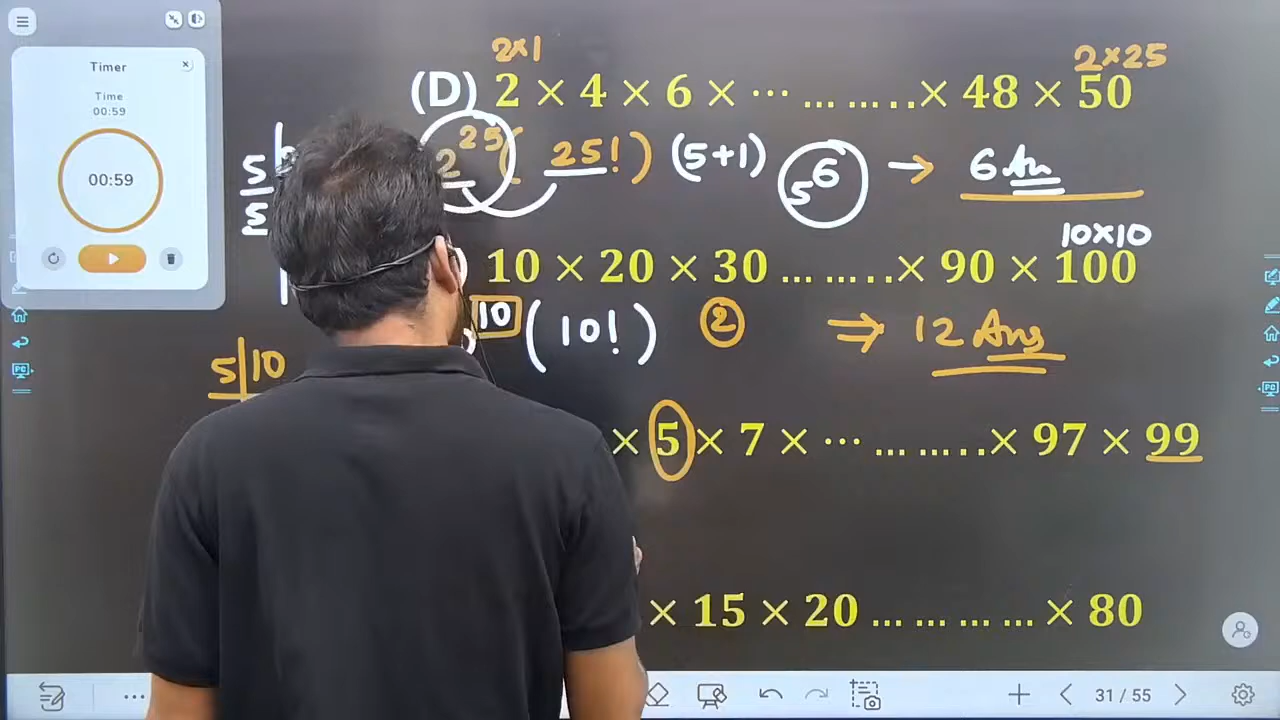 Timer
Time
00:59
00:59
2×1
2×25
(D) 2 × 4 × 6 × ⋯ … … . . × 48 × 50
2^25 ( 25! ) (5+1) 5^6 → 6 Ans
5
5
10×10
10 × 20 × 30 … … . . × 90 × 100
10 ( 10! ) 2 ⇒ 12 Ans
5|10
× 5 × 7 × ⋯ … … . . × 97 × 99
× 15 × 20 … … … … × 80
31 / 55